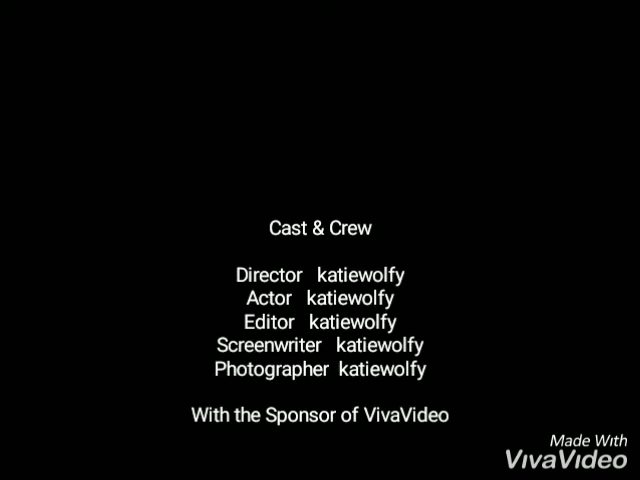 Cast & Crew
Director katiewolfy
Actor katiewolfy
Editor katiewolfy
Screenwriter katiewolfy
Photographer katiewolfy
With the Sponsor of VivaVideo
Made With
VivaVideo